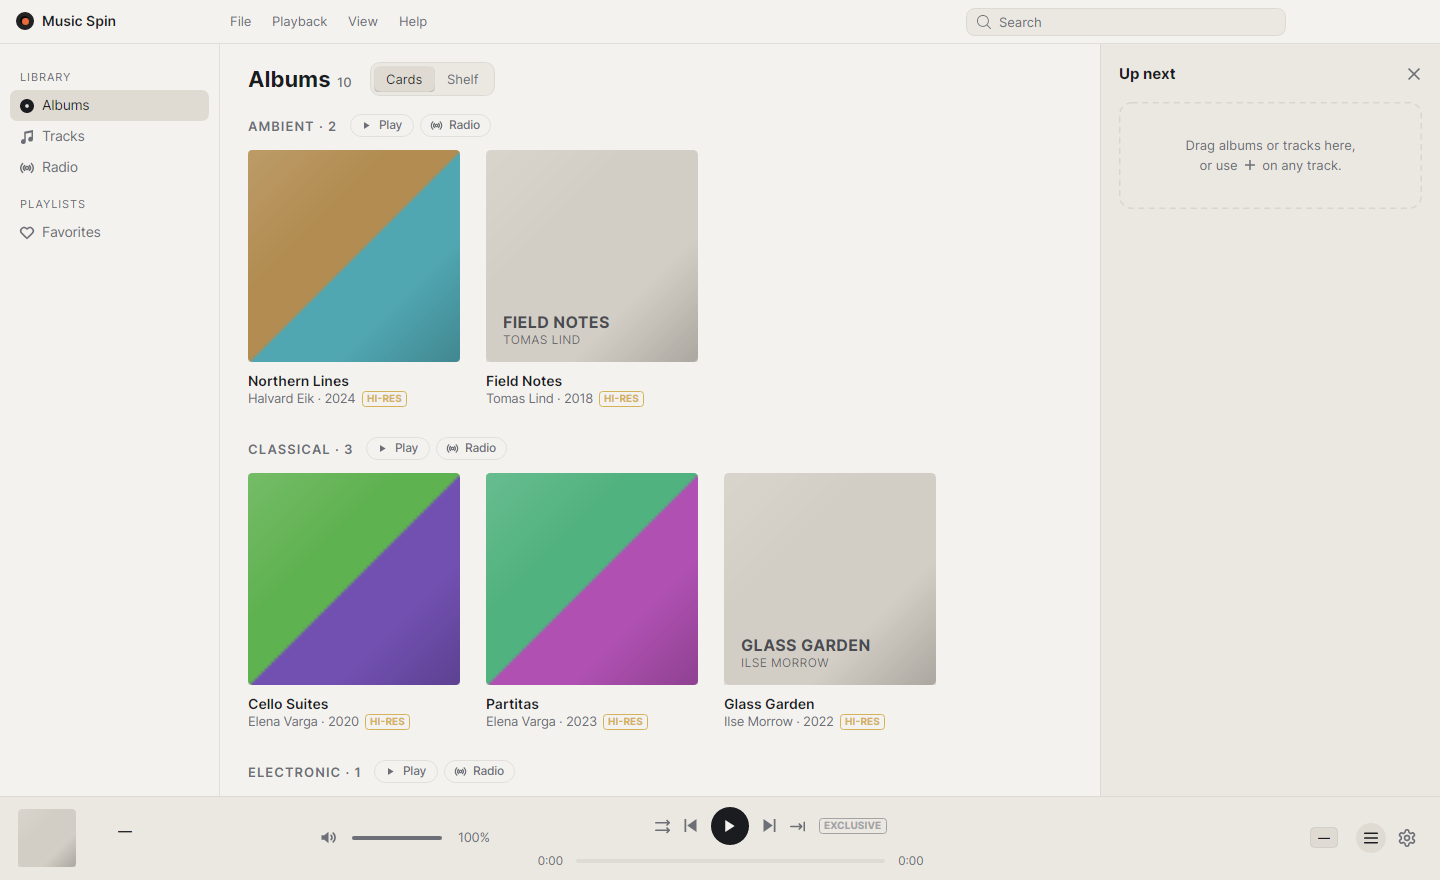 Music Spin
File Playback View Help
Search
LIBRARY
Albums
Tracks
Radio
PLAYLISTS
Favorites
Albums 10
Cards Shelf
AMBIENT · 2 Play Radio
FIELD NOTES
TOMAS LIND
Northern Lines
Halvard Eik · 2024 HI-RES
Field Notes
Tomas Lind · 2018 HI-RES
CLASSICAL · 3 Play Radio
GLASS GARDEN
ILSE MORROW
Cello Suites
Elena Varga · 2020 HI-RES
Partitas
Elena Varga · 2023 HI-RES
Glass Garden
Ilse Morrow · 2022 HI-RES
ELECTRONIC · 1 Play Radio
Up next
Drag albums or tracks here,
or use + on any track.
—
100%
EXCLUSIVE
0:00 0:00
—